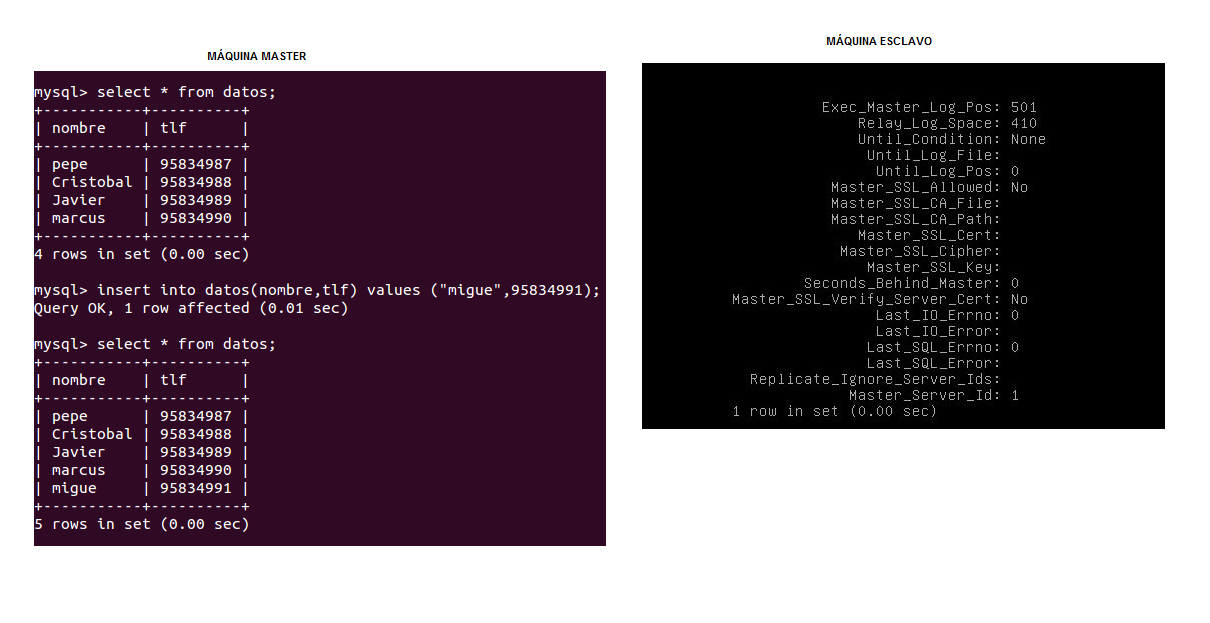 MÁQUINA MASTER
mysql> select * from datos;
+-----------+----------+
| nombre    | tlf      |
+-----------+----------+
| pepe      | 95834987 |
| Cristobal | 95834988 |
| Javier    | 95834989 |
| marcus    | 95834990 |
+-----------+----------+
4 rows in set (0.00 sec)
mysql> insert into datos(nombre,tlf) values ("migue",95834991);
Query OK, 1 row affected (0.01 sec)
mysql> select * from datos;
+-----------+----------+
| nombre    | tlf      |
+-----------+----------+
| pepe      | 95834987 |
| Cristobal | 95834988 |
| Javier    | 95834989 |
| marcus    | 95834990 |
| migue     | 95834991 |
+-----------+----------+
5 rows in set (0.00 sec)
MÁQUINA ESCLAVO
Exec_Master_Log_Pos: 501
Relay_Log_Space: 410
Until_Condition: None
Until_Log_File:
Until_Log_Pos: 0
Master_SSL_Allowed: No
Master_SSL_CA_File:
Master_SSL_CA_Path:
Master_SSL_Cert:
Master_SSL_Cipher:
Master_SSL_Key:
Seconds_Behind_Master: 0
Master_SSL_Verify_Server_Cert: No
Last_IO_Errno: 0
Last_IO_Error:
Last_SQL_Errno: 0
Last_SQL_Error:
Replicate_Ignore_Server_Ids:
Master_Server_Id: 1
1 row in set (0.00 sec)